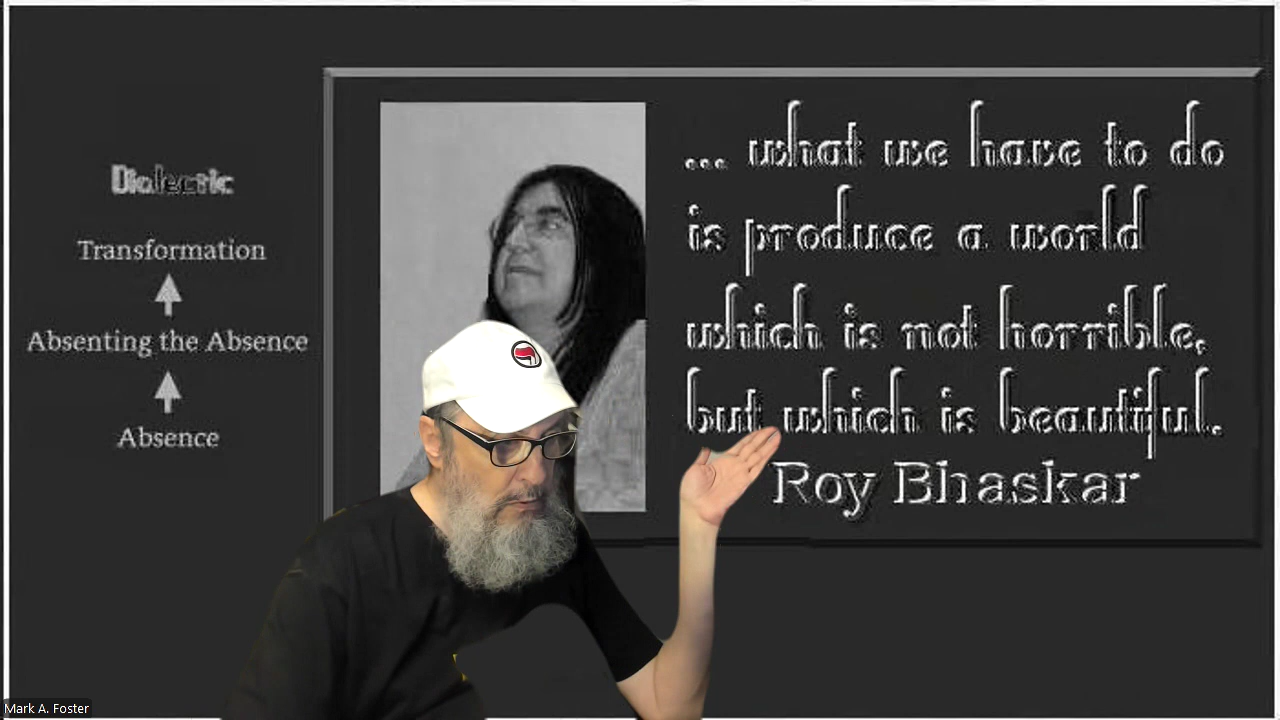 Dialectic
Transformation
Absenting the Absence
Absence
... what we have to do
is produce a world
which is not horrible,
but which is beautiful.
Roy Bhaskar
Mark A. Foster